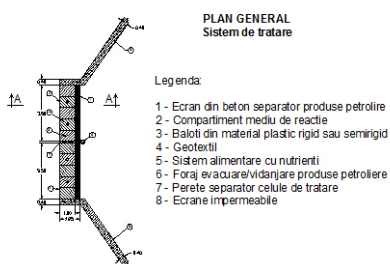 PLAN GENERAL
Sistem de tratare
Legenda:
A A
1 - Ecran din beton separator produse petrolire
2 - Compartiment mediu de reactie
3 - Baloti din material plastic rigid sau semirigid
4 - Geotextil
5 - Sistem alimentare cu nutrienti
6 - Foraj evacuare/vidanjare produse petroliere
7 - Perete separator celule de tratare
8 - Ecrane impermeabile